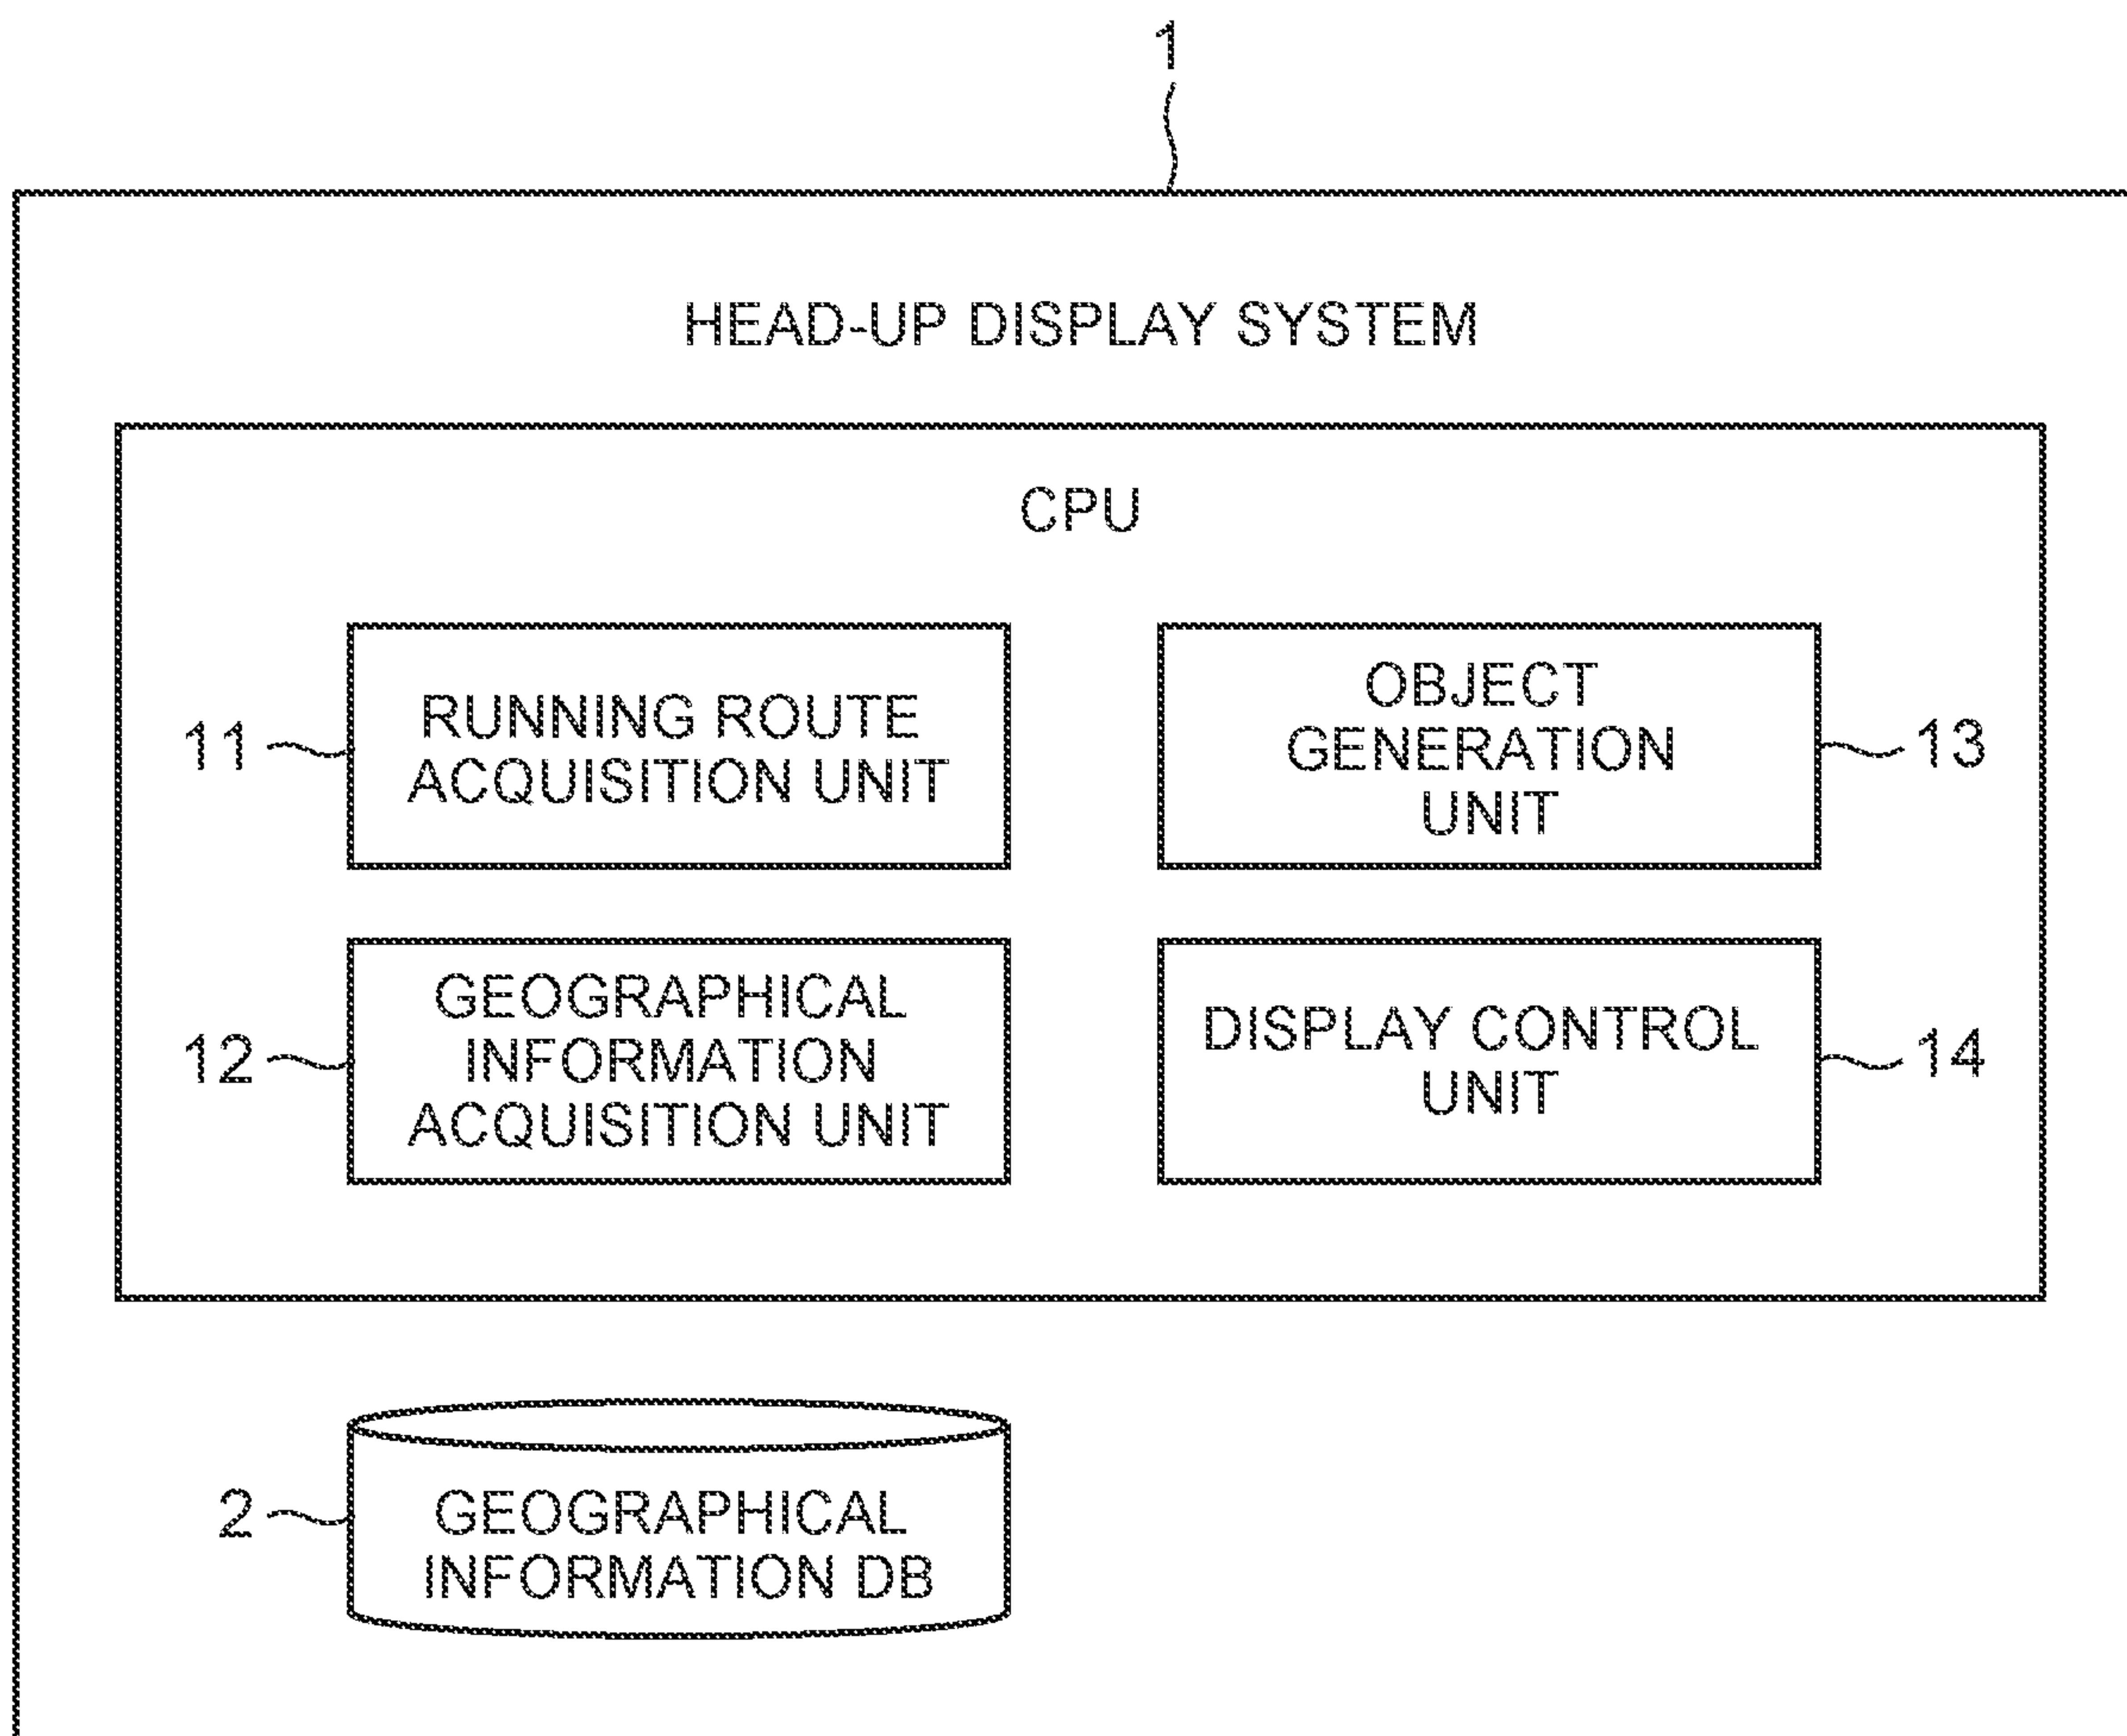 1
HEAD-UP DISPLAY SYSTEM
CPU
11
RUNNING ROUTE
ACQUISITION UNIT
OBJECT
GENERATION
UNIT
13
12
GEOGRAPHICAL
INFORMATION
ACQUISITION UNIT
DISPLAY CONTROL
UNIT
14
2
GEOGRAPHICAL
INFORMATION DB